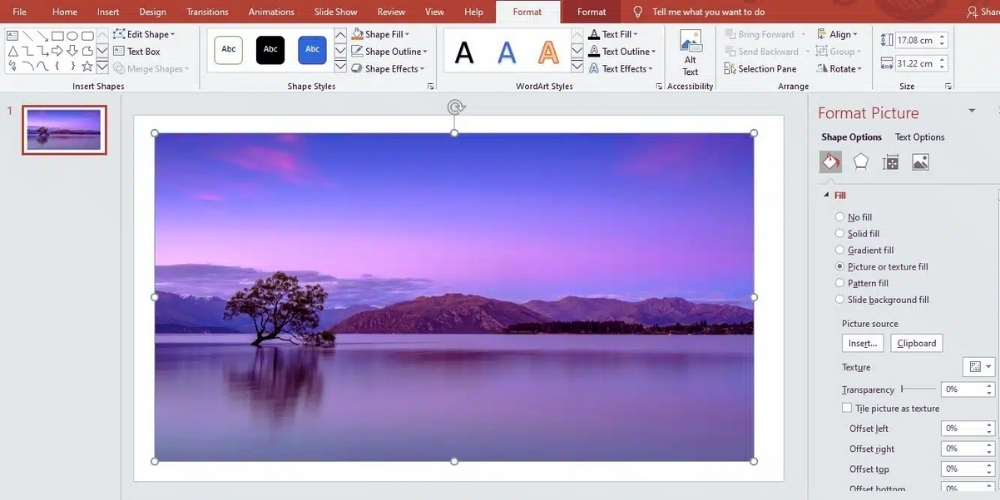 File Home Insert Design Transitions Animations Slide Show Review View Help Format Format Tell me what you want to do Share
Edit Shape
Text Box
Merge Shapes
Insert Shapes
Abc Abc Abc
Shape Fill
Shape Outline
Shape Effects
Shape Styles
A A A
Text Fill
Text Outline
Text Effects
WordArt Styles
Alt
Text
Accessibility
Bring Forward
Send Backward
Selection Pane
Align
Group
Rotate
Arrange
17.08 cm
31.22 cm
Size
1
Format Picture
Shape Options Text Options
Fill
No fill
Solid fill
Gradient fill
Picture or texture fill
Pattern fill
Slide background fill
Picture source
Insert... Clipboard
Texture
Transparency 0%
Tile picture as texture
Offset left 0%
Offset right 0%
Offset top 0%
Offset bottom 0%